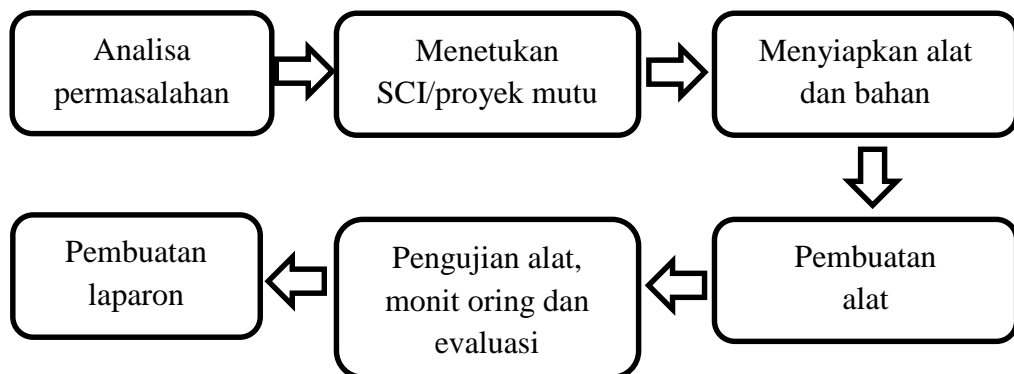 Analisa
permasalahan
Menetukan
SCI/proyek mutu
Menyiapkan alat
dan bahan
Pembuatan
alat
Pengujian alat,
monit oring dan
evaluasi
Pembuatan
laparon